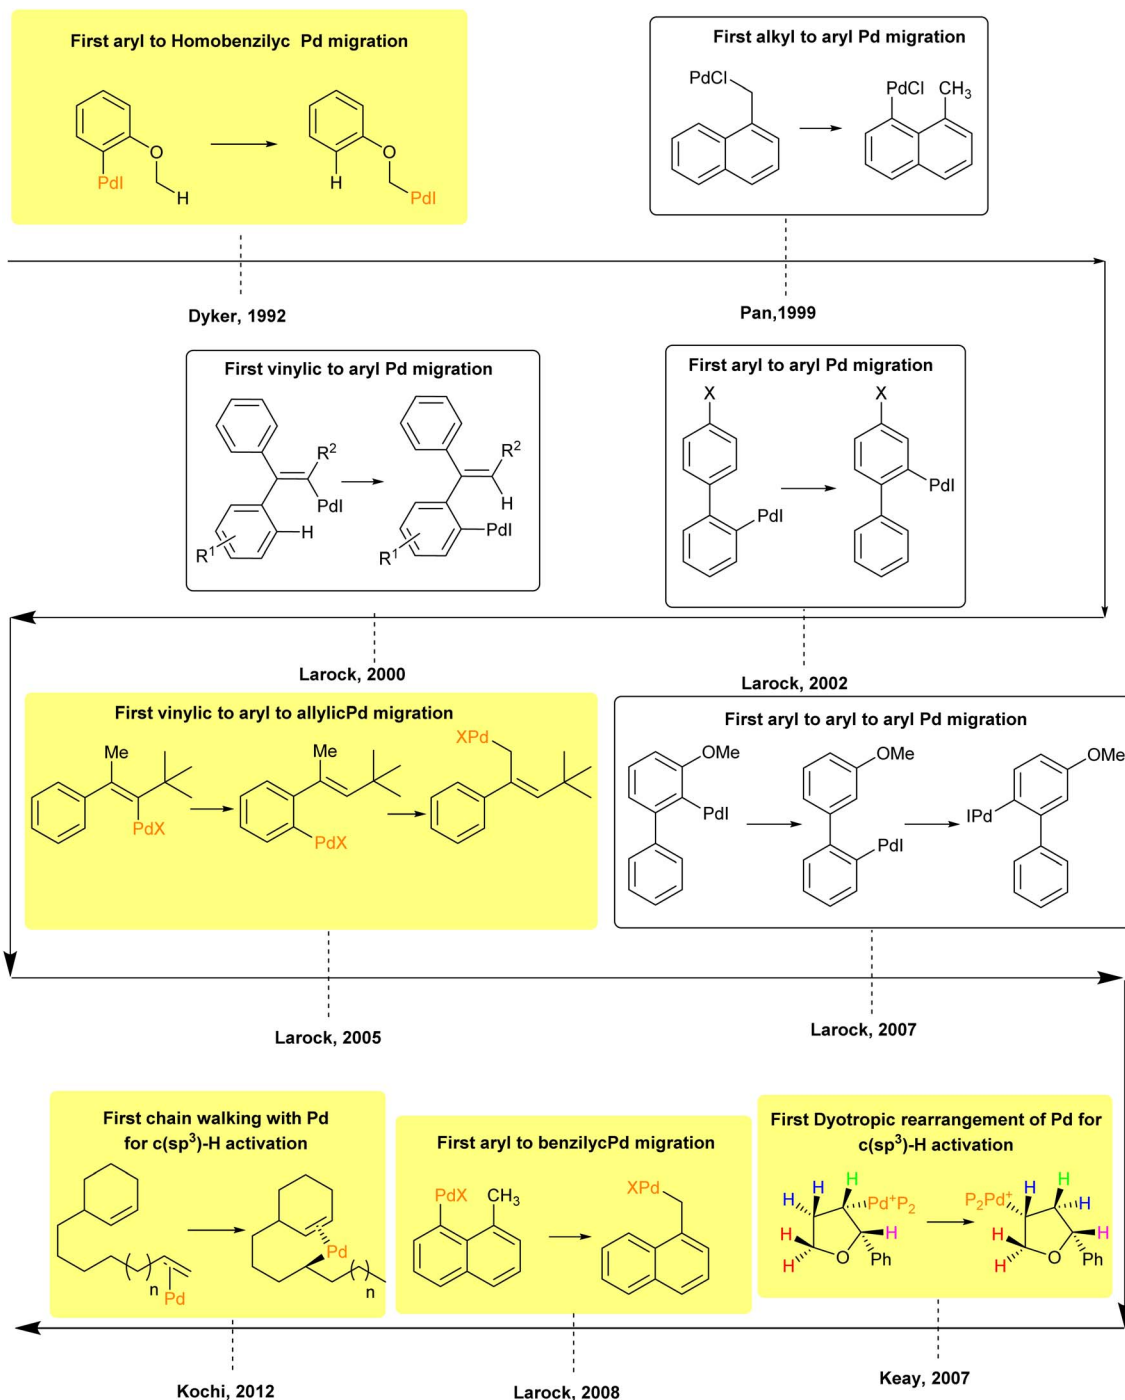 First aryl to Homobenzilyc Pd migration
O
PdI
H
H
O
PdI
First alkyl to aryl Pd migration
PdCl
PdCl
CH3
Dyker, 1992
Pan,1999
First vinylic to aryl Pd migration
R2
PdI
H
R1
R2
H
PdI
R1
First aryl to aryl Pd migration
X
PdI
X
PdI
Larock, 2000
Larock, 2002
First vinylic to aryl to allylicPd migration
Me
PdX
Me
PdX
XPd
First aryl to aryl to aryl Pd migration
OMe
PdI
OMe
PdI
OMe
IPd
Larock, 2005
Larock, 2007
First chain walking with Pd
for c(sp3)-H activation
n
Pd
Pd
n
First aryl to benzilycPd migration
PdX
CH3
XPd
First Dyotropic rearrangement of Pd for
c(sp3)-H activation
H
H
H
Pd+P2
H
H
H
O
Ph
P2Pd+
H
H
H
H
H
H
O
Ph
Kochi, 2012
Larock, 2008
Keay, 2007